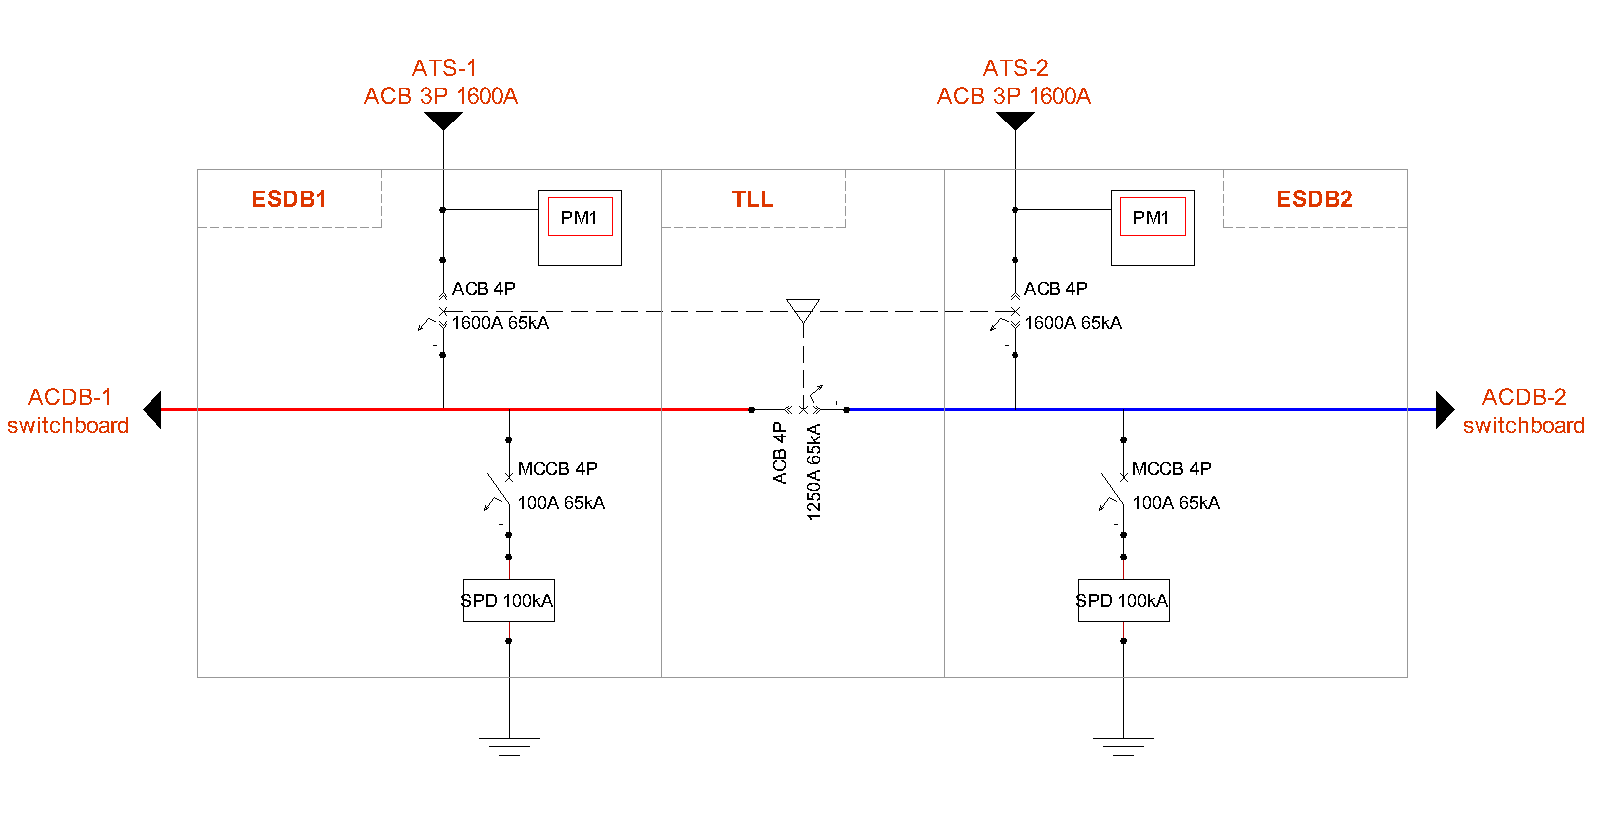 ATS-1
ACB 3P 1600A
ATS-2
ACB 3P 1600A
ESDB1
TLL
ESDB2
PM1
PM1
ACB 4P
1600A 65kA
ACB 4P
1600A 65kA
ACDB-1
switchboard
ACDB-2
switchboard
ACB 4P
1250A 65kA
MCCB 4P
100A 65kA
MCCB 4P
100A 65kA
SPD 100kA
SPD 100kA